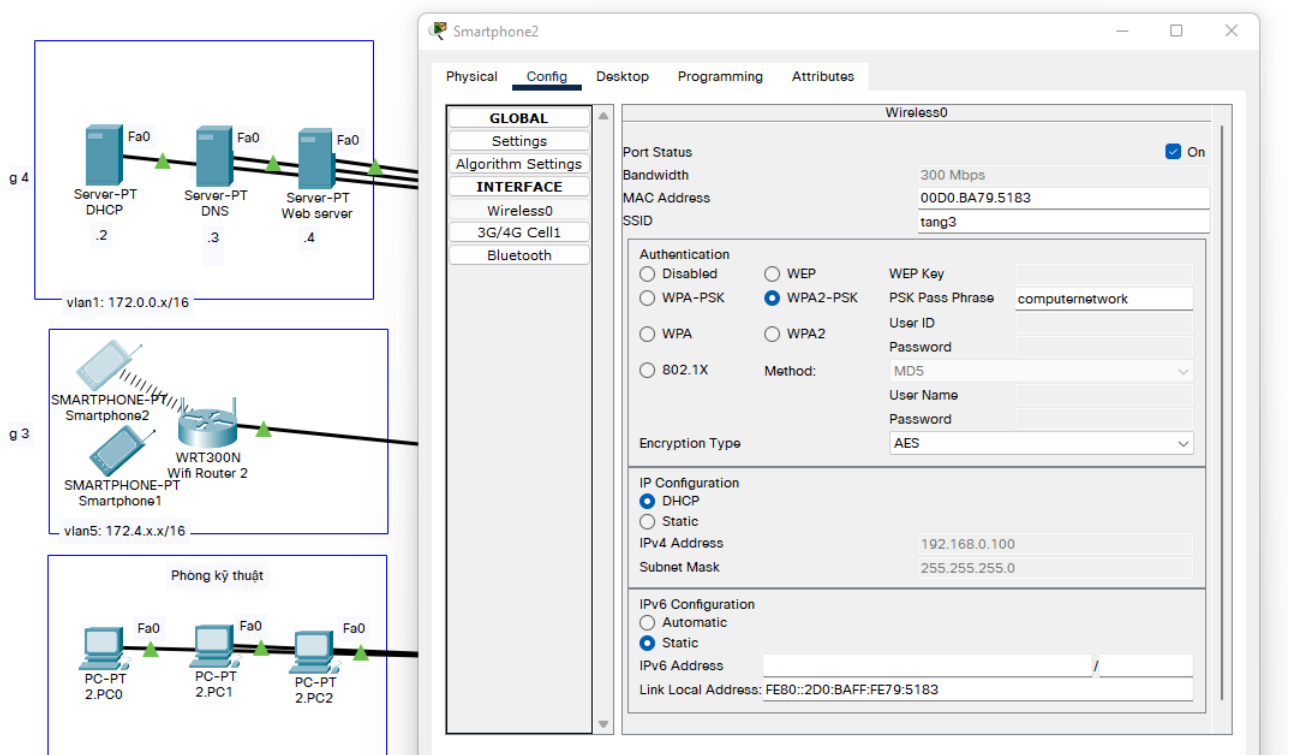 Smartphone2
Physical Config Desktop Programming Attributes
GLOBAL
Settings
Algorithm Settings
INTERFACE
Wireless0
3G/4G Cell1
Bluetooth
Wireless0
Port Status On
Bandwidth 300 Mbps
MAC Address 00D0.BA79.5183
SSID tang3
Authentication
Disabled WEP WEP Key
WPA-PSK WPA2-PSK PSK Pass Phrase computernetwork
User ID
WPA WPA2
Password
802.1X Method: MD5
User Name
Password
Encryption Type AES
IP Configuration
DHCP
Static
IPv4 Address 192.168.0.100
Subnet Mask 255.255.255.0
IPv6 Configuration
Automatic
Static
IPv6 Address /
Link Local Address: FE80::2D0:BAFF:FE79:5183
g 4
Fa0 Fa0 Fa0
Server-PT Server-PT Server-PT
DHCP DNS Web server
.2 .3 .4
vlan1: 172.0.0.x/16
g 3
SMARTPHONE-PT
Smartphone2
WRT300N
Wifi Router 2
SMARTPHONE-PT
Smartphone1
vlan5: 172.4.x.x/16
Phòng kỹ thuật
Fa0 Fa0 Fa0
PC-PT PC-PT PC-PT
2.PC0 2.PC1 2.PC2